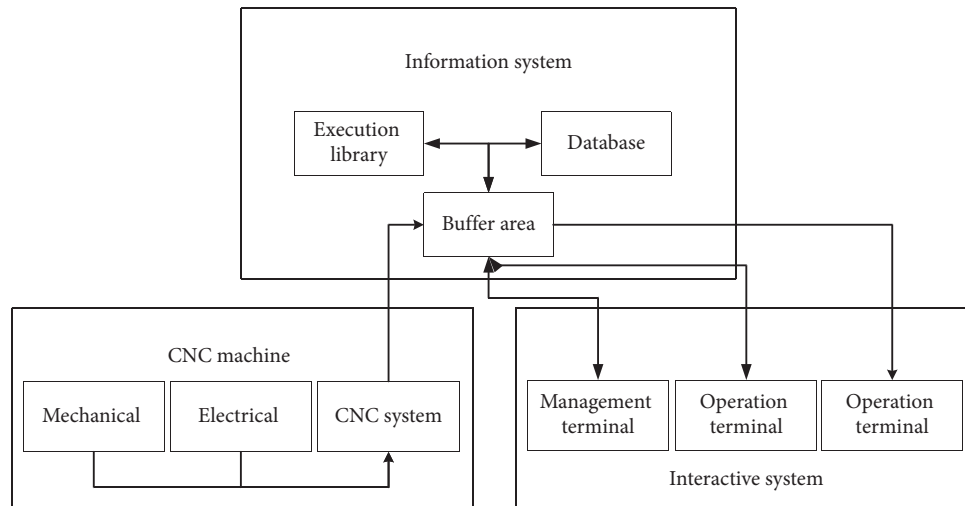 Information system
Execution
library
Database
Buffer area
CNC machine
Mechanical
Electrical
CNC system
Management
terminal
Operation
terminal
Operation
terminal
Interactive system